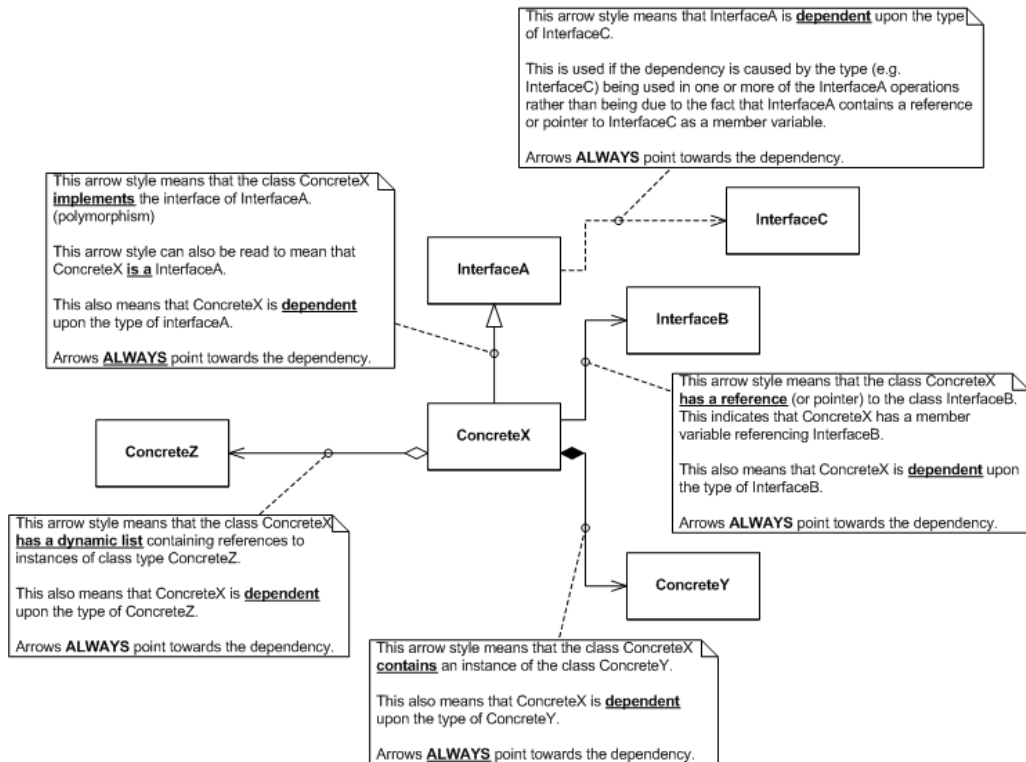 This arrow style means that InterfaceA is dependent upon the type
of InterfaceC.
This is used if the dependency is caused by the type (e.g.
InterfaceC) being used in one or more of the InterfaceA operations
rather than being due to the fact that InterfaceA contains a reference
or pointer to InterfaceC as a member variable.
Arrows ALWAYS point towards the dependency.
This arrow style means that the class ConcreteX
implements the interface of InterfaceA.
(polymorphism)
This arrow style can also be read to mean that
ConcreteX is a InterfaceA.
This also means that ConcreteX is dependent
upon the type of interfaceA.
Arrows ALWAYS point towards the dependency.
InterfaceC
InterfaceA
InterfaceB
This arrow style means that the class ConcreteX
has a reference (or pointer) to the class InterfaceB.
This indicates that ConcreteX has a member
variable referencing InterfaceB.
This also means that ConcreteX is dependent upon
the type of InterfaceB.
Arrows ALWAYS point towards the dependency.
ConcreteX
ConcreteZ
This arrow style means that the class ConcreteX
has a dynamic list containing references to
instances of class type ConcreteZ.
This also means that ConcreteX is dependent
upon the type of ConcreteZ.
Arrows ALWAYS point towards the dependency.
ConcreteY
This arrow style means that the class ConcreteX
contains an instance of the class ConcreteY.
This also means that ConcreteX is dependent
upon the type of ConcreteY.
Arrows ALWAYS point towards the dependency.